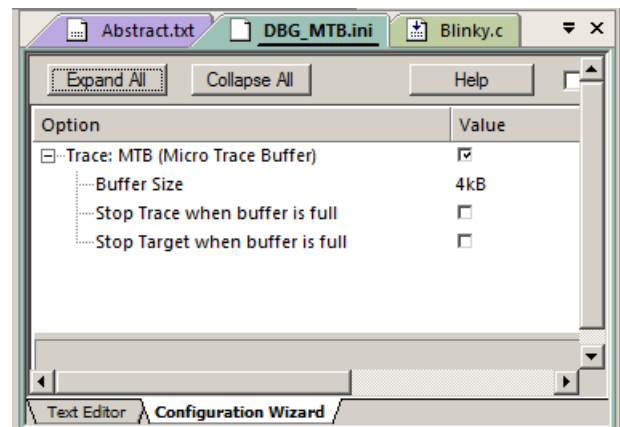 Abstract.txt DBG_MTB.ini Blinky.c
Expand All Collapse All Help
Option Value
Trace: MTB (Micro Trace Buffer)
Buffer Size 4kB
Stop Trace when buffer is full
Stop Target when buffer is full
Text Editor Configuration Wizard